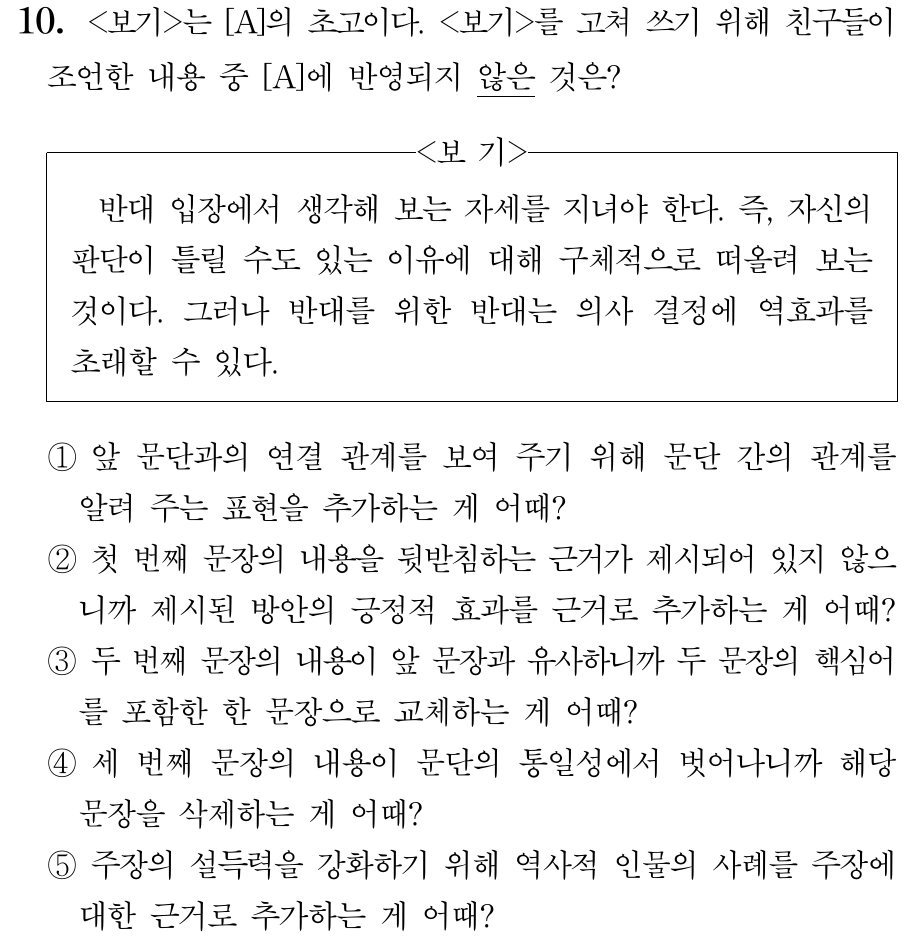 10. <보기>는 [A]의 초고이다. <보기>를 고쳐 쓰기 위해 친구들이
조언한 내용 중 [A]에 반영되지 않은 것은?
<보 기>
반대 입장에서 생각해 보는 자세를 지녀야 한다. 즉, 자신의
판단이 틀릴 수도 있는 이유에 대해 구체적으로 떠올려 보는
것이다. 그러나 반대를 위한 반대는 의사 결정에 역효과를
초래할 수 있다.
① 앞 문단과의 연결 관계를 보여 주기 위해 문단 간의 관계를
알려 주는 표현을 추가하는 게 어때?
② 첫 번째 문장의 내용을 뒷받침하는 근거가 제시되어 있지 않으
니까 제시된 방안의 긍정적 효과를 근거로 추가하는 게 어때?
③ 두 번째 문장의 내용이 앞 문장과 유사하니까 두 문장의 핵심어
를 포함한 한 문장으로 교체하는 게 어때?
④ 세 번째 문장의 내용이 문단의 통일성에서 벗어나니까 해당
문장을 삭제하는 게 어때?
⑤ 주장의 설득력을 강화하기 위해 역사적 인물의 사례를 주장에
대한 근거로 추가하는 게 어때?